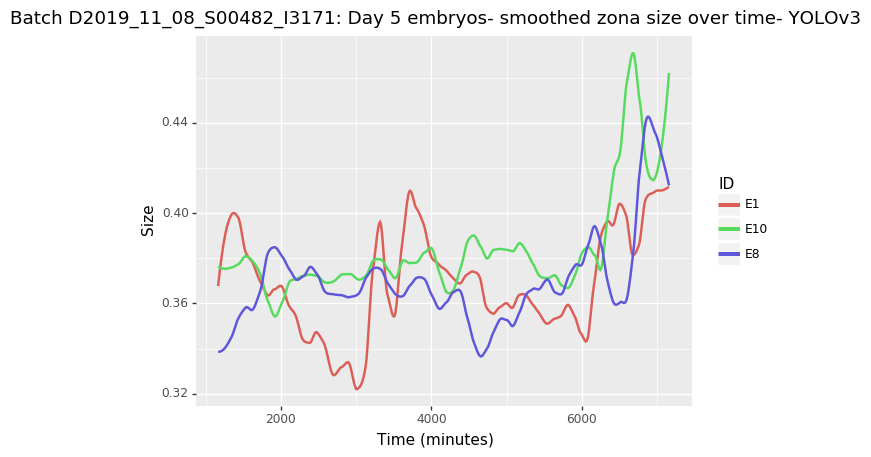 Batch D2019_11_08_S00482_I3171: Day 5 embryos- smoothed zona size over time- YOLOv3
0.44
0.40
0.36
0.32
Size
2000 4000 6000
Time (minutes)
ID
E1
E10
E8